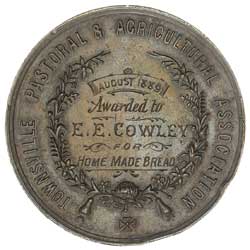 TOWNSVILLE PASTORAL & AGRICULTURAL ASSOCIATION
AUGUST 1889
Awarded to
E. E. COWLEY
FOR
HOME MADE BREAD